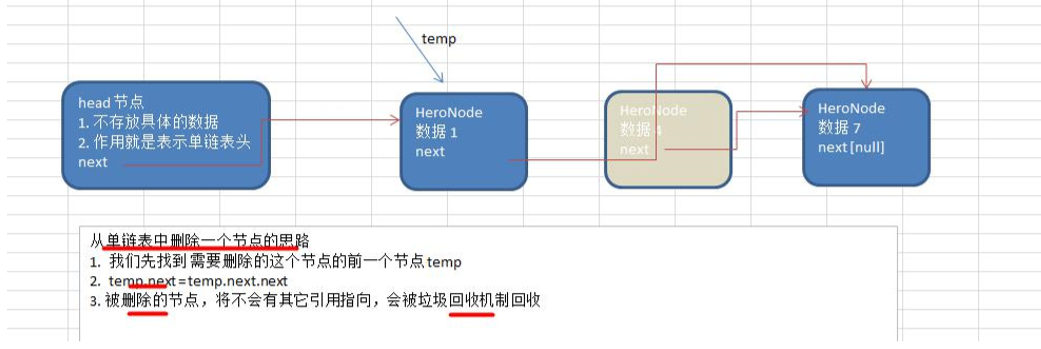 temp
head 节点
1. 不存放具体的数据
2. 作用就是表示单链表头
next
HeroNode
数据 1
next
HeroNode
数据 4
next
HeroNode
数据 7
next [null]
从单链表中删除一个节点的思路
1. 我们先找到 需要删除的这个节点的前一个节点 temp
2. temp.next=temp.next.next
3. 被删除的节点，将不会有其它引用指向，会被垃圾回收机制回收